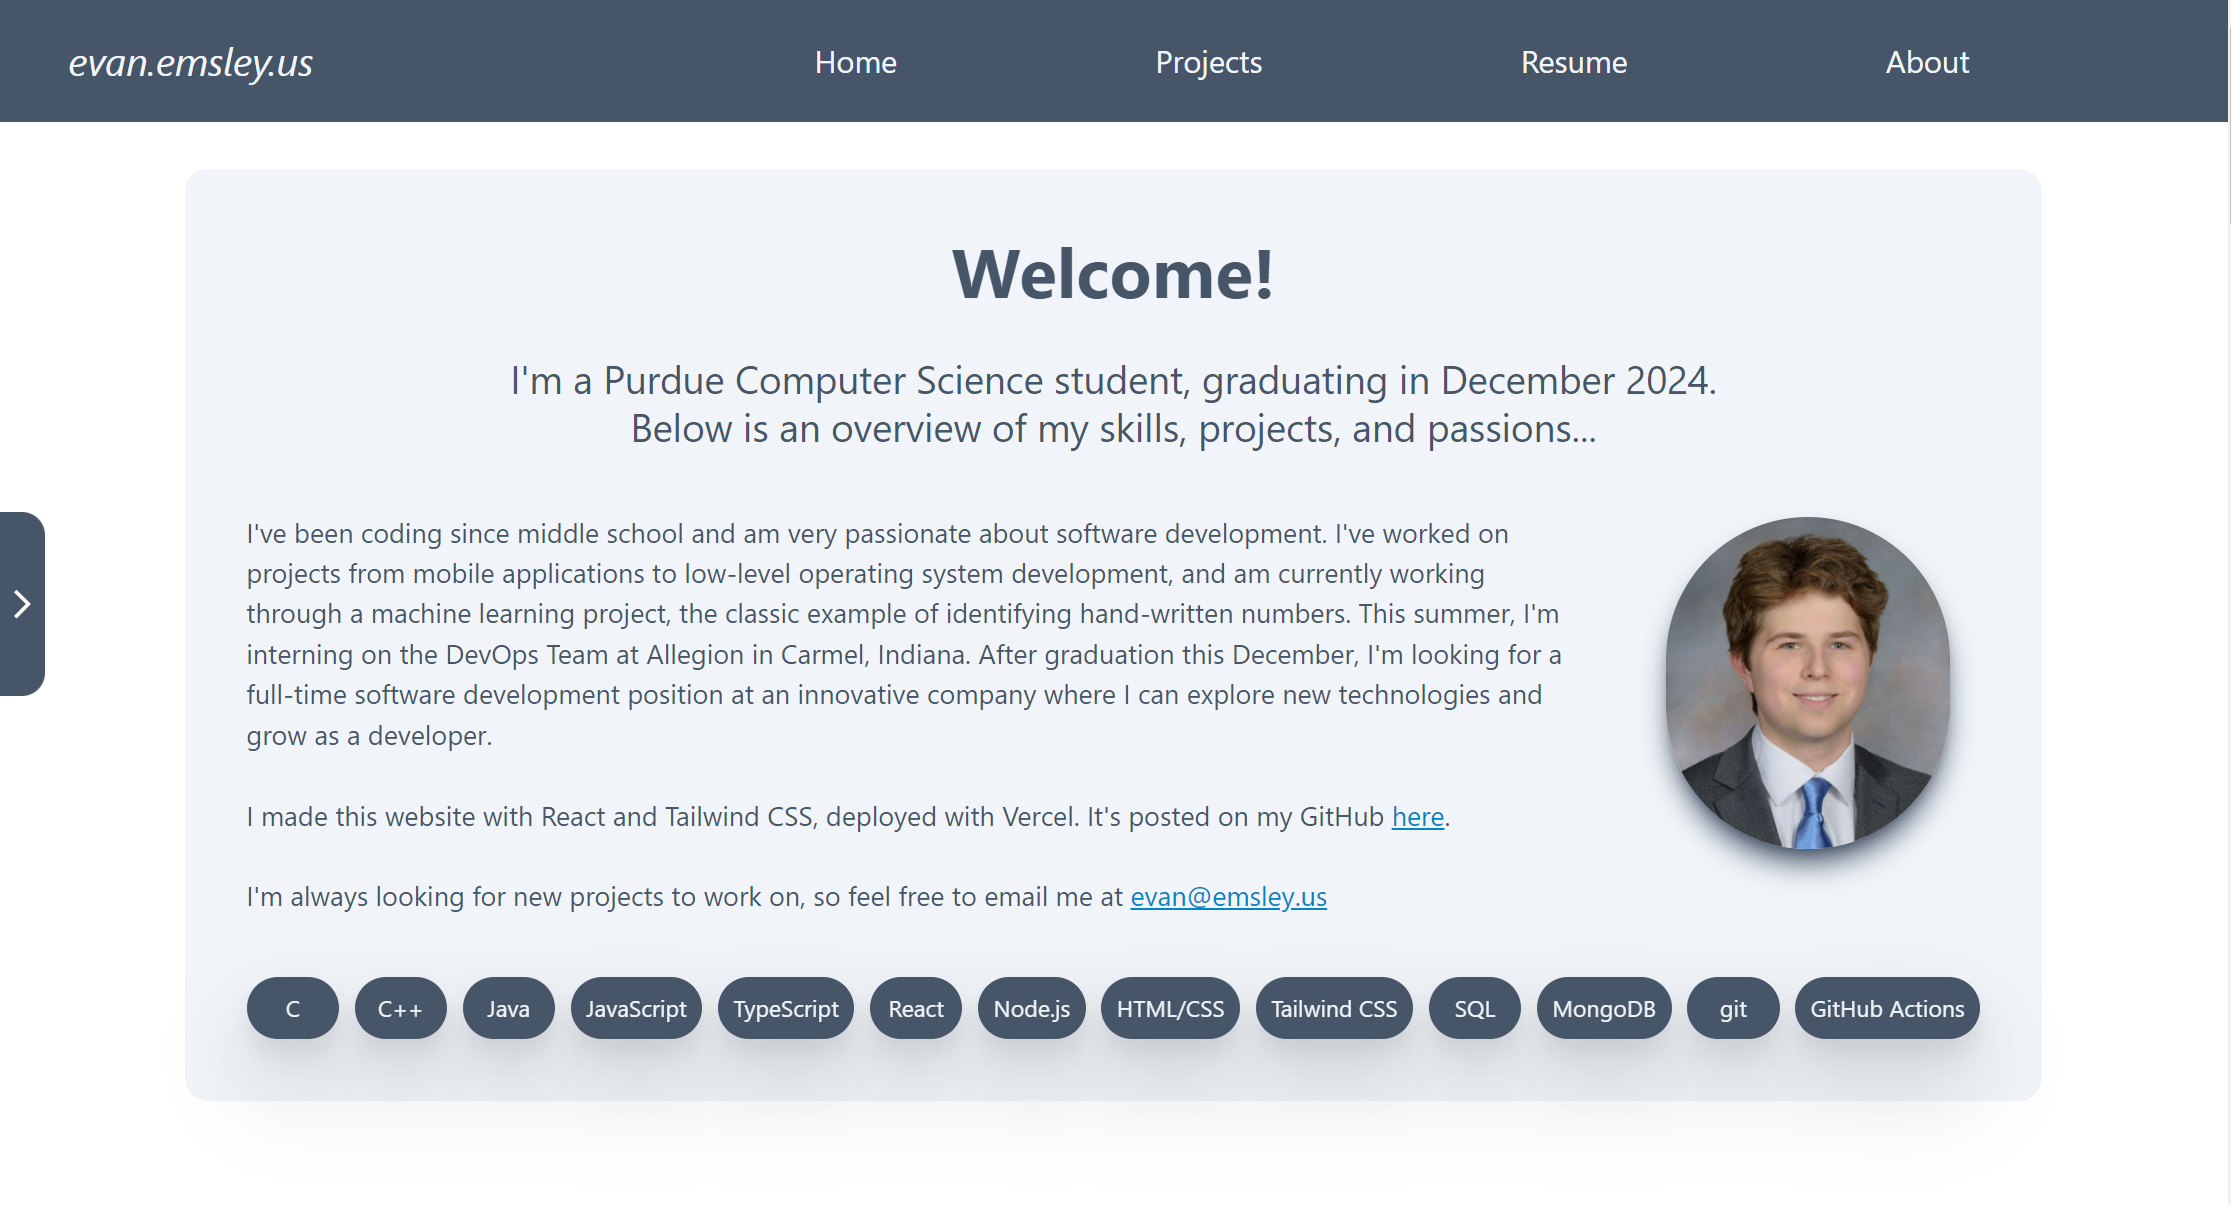 evan.emsley.us Home Projects Resume About
Welcome!
I'm a Purdue Computer Science student, graduating in December 2024.
Below is an overview of my skills, projects, and passions...
I've been coding since middle school and am very passionate about software development. I've worked on
projects from mobile applications to low-level operating system development, and am currently working
through a machine learning project, the classic example of identifying hand-written numbers. This summer, I'm
interning on the DevOps Team at Allegion in Carmel, Indiana. After graduation this December, I'm looking for a
full-time software development position at an innovative company where I can explore new technologies and
grow as a developer.
I made this website with React and Tailwind CSS, deployed with Vercel. It's posted on my GitHub here.
I'm always looking for new projects to work on, so feel free to email me at evan@emsley.us
C C++ Java JavaScript TypeScript React Node.js HTML/CSS Tailwind CSS SQL MongoDB git GitHub Actions